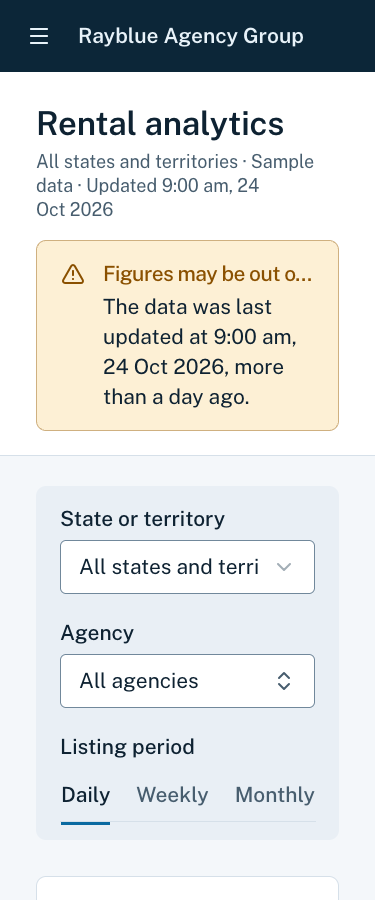 Rayblue Agency Group
Rental analytics
All states and territories · Sample
data · Updated 9:00 am, 24
Oct 2026
Figures may be out o...
The data was last
updated at 9:00 am,
24 Oct 2026, more
than a day ago.
State or territory
All states and terri
Agency
All agencies
Listing period
Daily Weekly Monthly